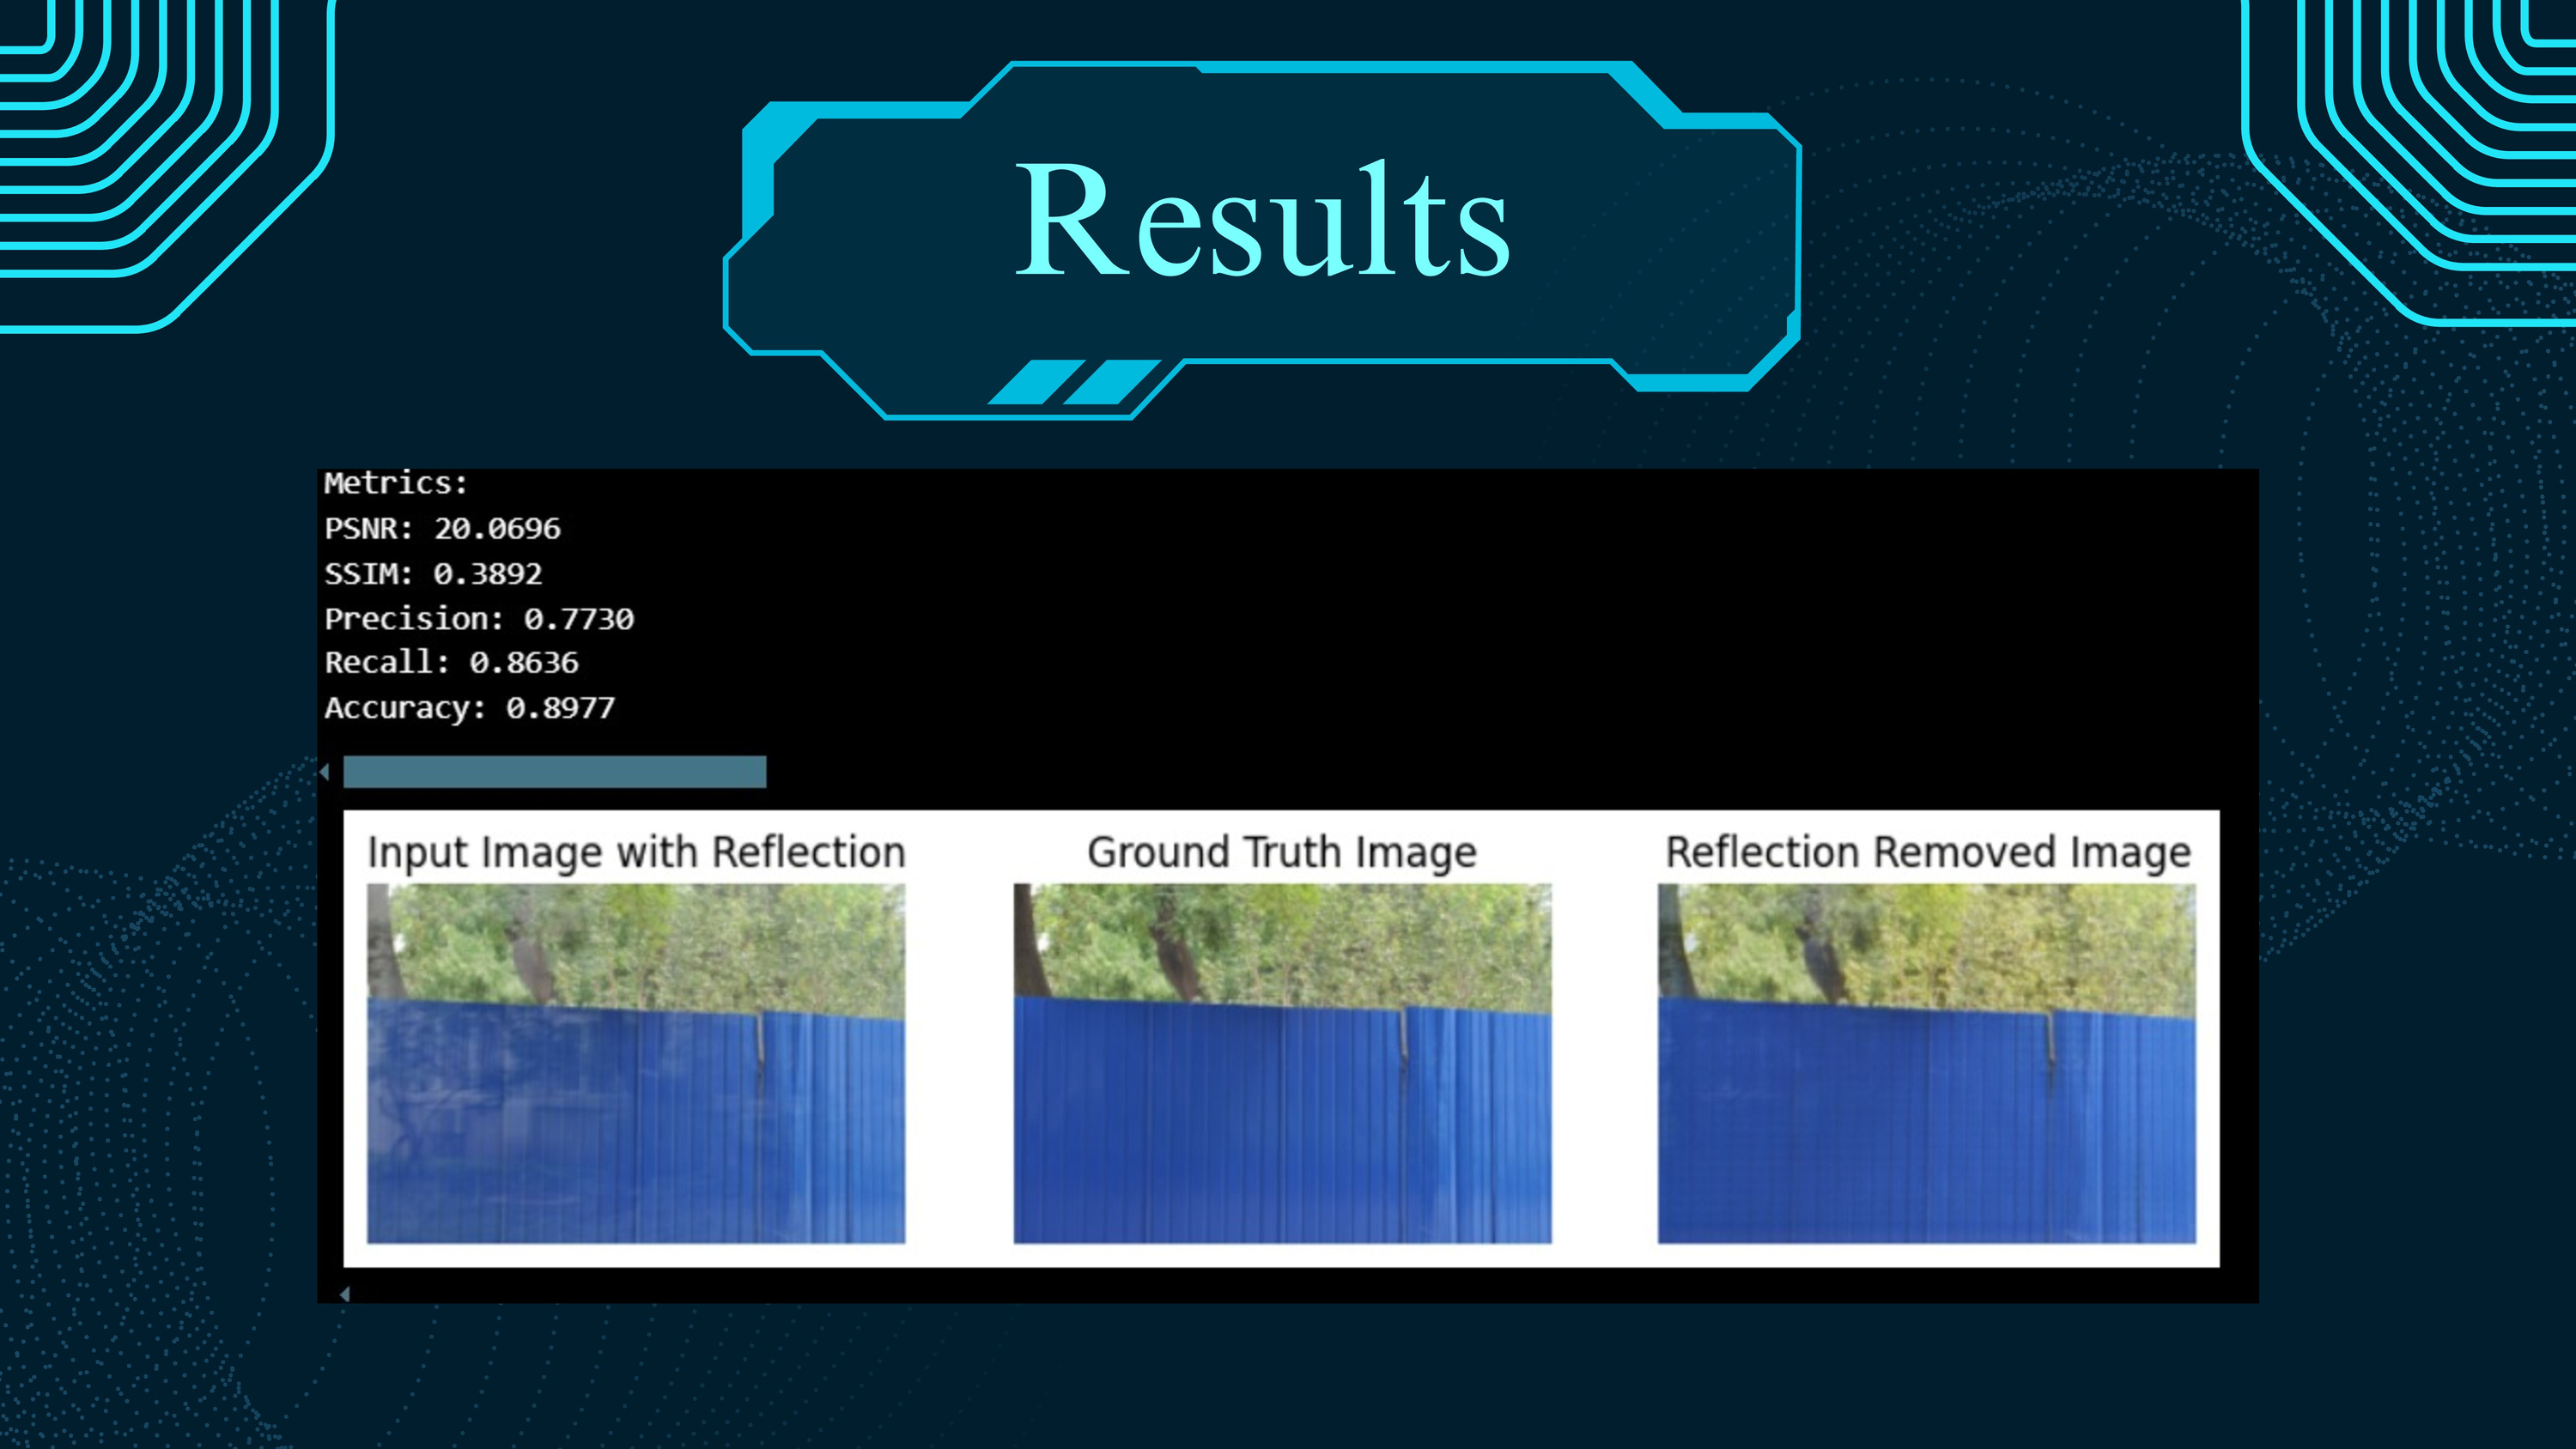 Results
Metrics:
PSNR: 20.0696
SSIM: 0.3892
Precision: 0.7730
Recall: 0.8636
Accuracy: 0.8977
Input Image with Reflection
Ground Truth Image
Reflection Removed Image